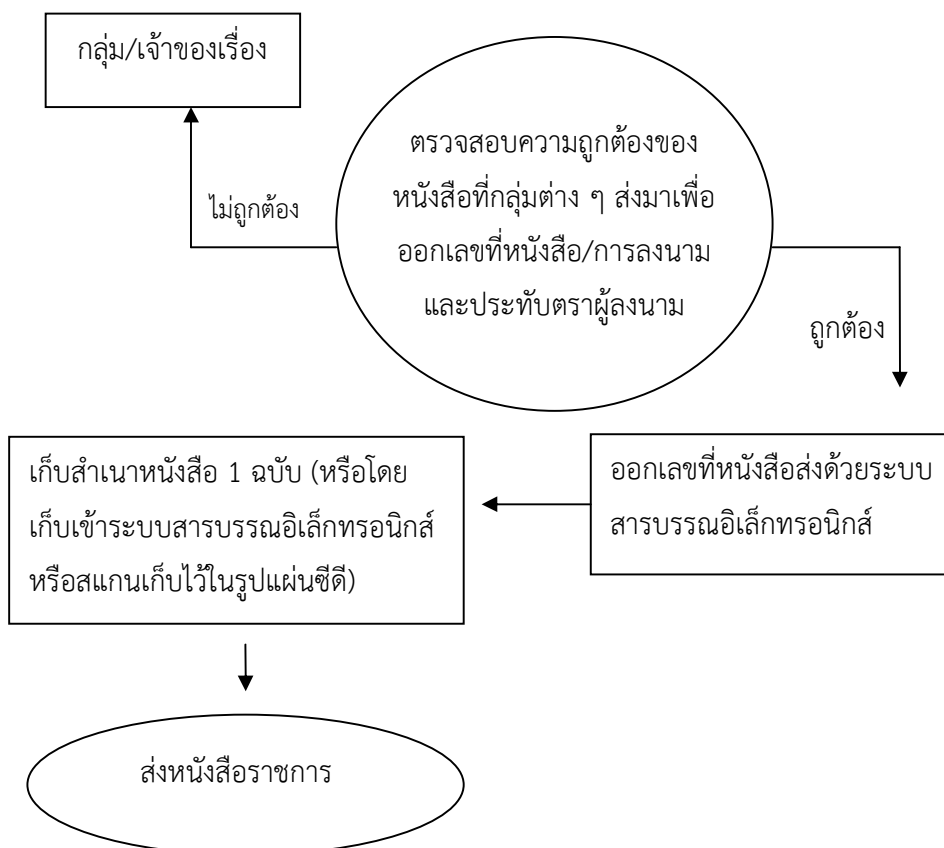 กลุ่ม/เจ้าของเรื่อง
ตรวจสอบความถูกต้องของ
หนังสือที่กลุ่มต่าง ๆ ส่งมาเพื่อ
ออกเลขที่หนังสือ/การลงนาม
และประทับตราผู้ลงนาม
ไม่ถูกต้อง
ถูกต้อง
ออกเลขที่หนังสือส่งด้วยระบบ
สารบรรณอิเล็กทรอนิกส์
เก็บสำเนาหนังสือ 1 ฉบับ (หรือโดย
เก็บเข้าระบบสารบรรณอิเล็กทรอนิกส์
หรือสแกนเก็บไว้ในรูปแผ่นซีดี)
ส่งหนังสือราชการ